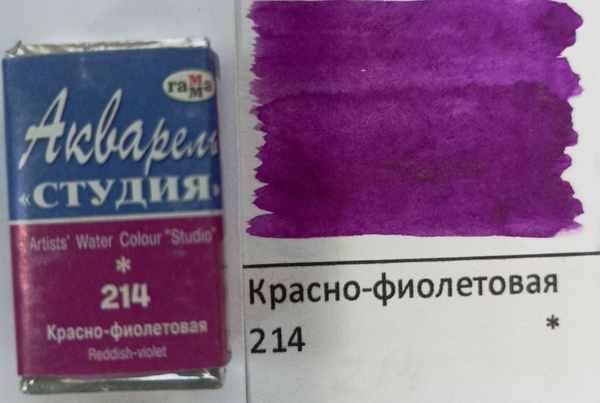 гамма
Акварель
«СТУДИЯ»
Artists' Water Colour "Studio"
*
214
Красно-фиолетовая
Reddish-violet
Красно-фиолетовая
214 *